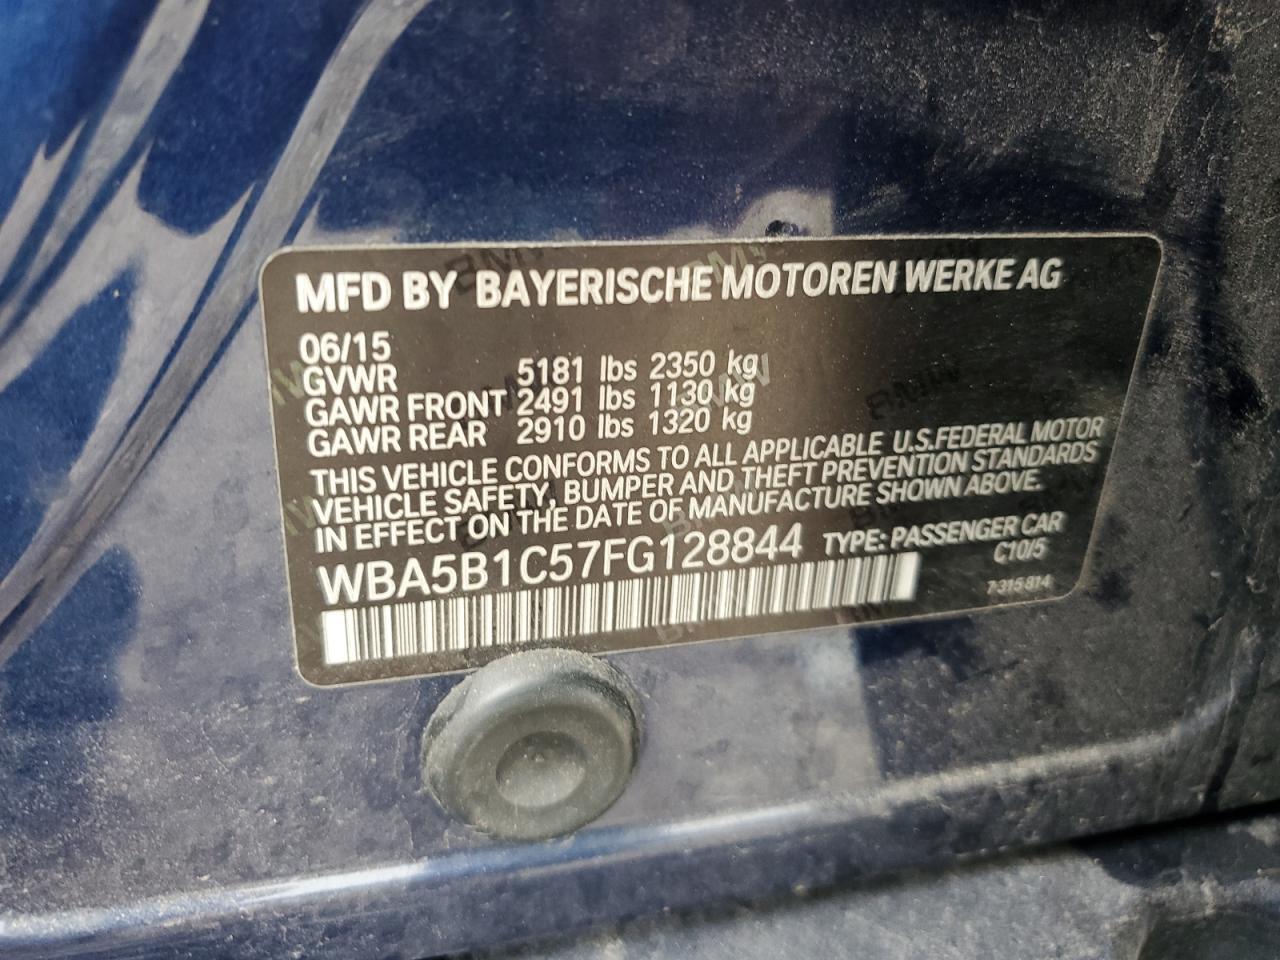 MFD BY BAYERISCHE MOTOREN WERKE AG
06/15
GVWR 5181 lbs 2350 kg
GAWR FRONT 2491 lbs 1130 kg
GAWR REAR 2910 lbs 1320 kg
THIS VEHICLE CONFORMS TO ALL APPLICABLE U.S.FEDERAL MOTOR
VEHICLE SAFETY, BUMPER AND THEFT PREVENTION STANDARDS
IN EFFECT ON THE DATE OF MANUFACTURE SHOWN ABOVE.
WBA5B1C57FG128844 TYPE: PASSENGER CAR
C10/5
7 315 814